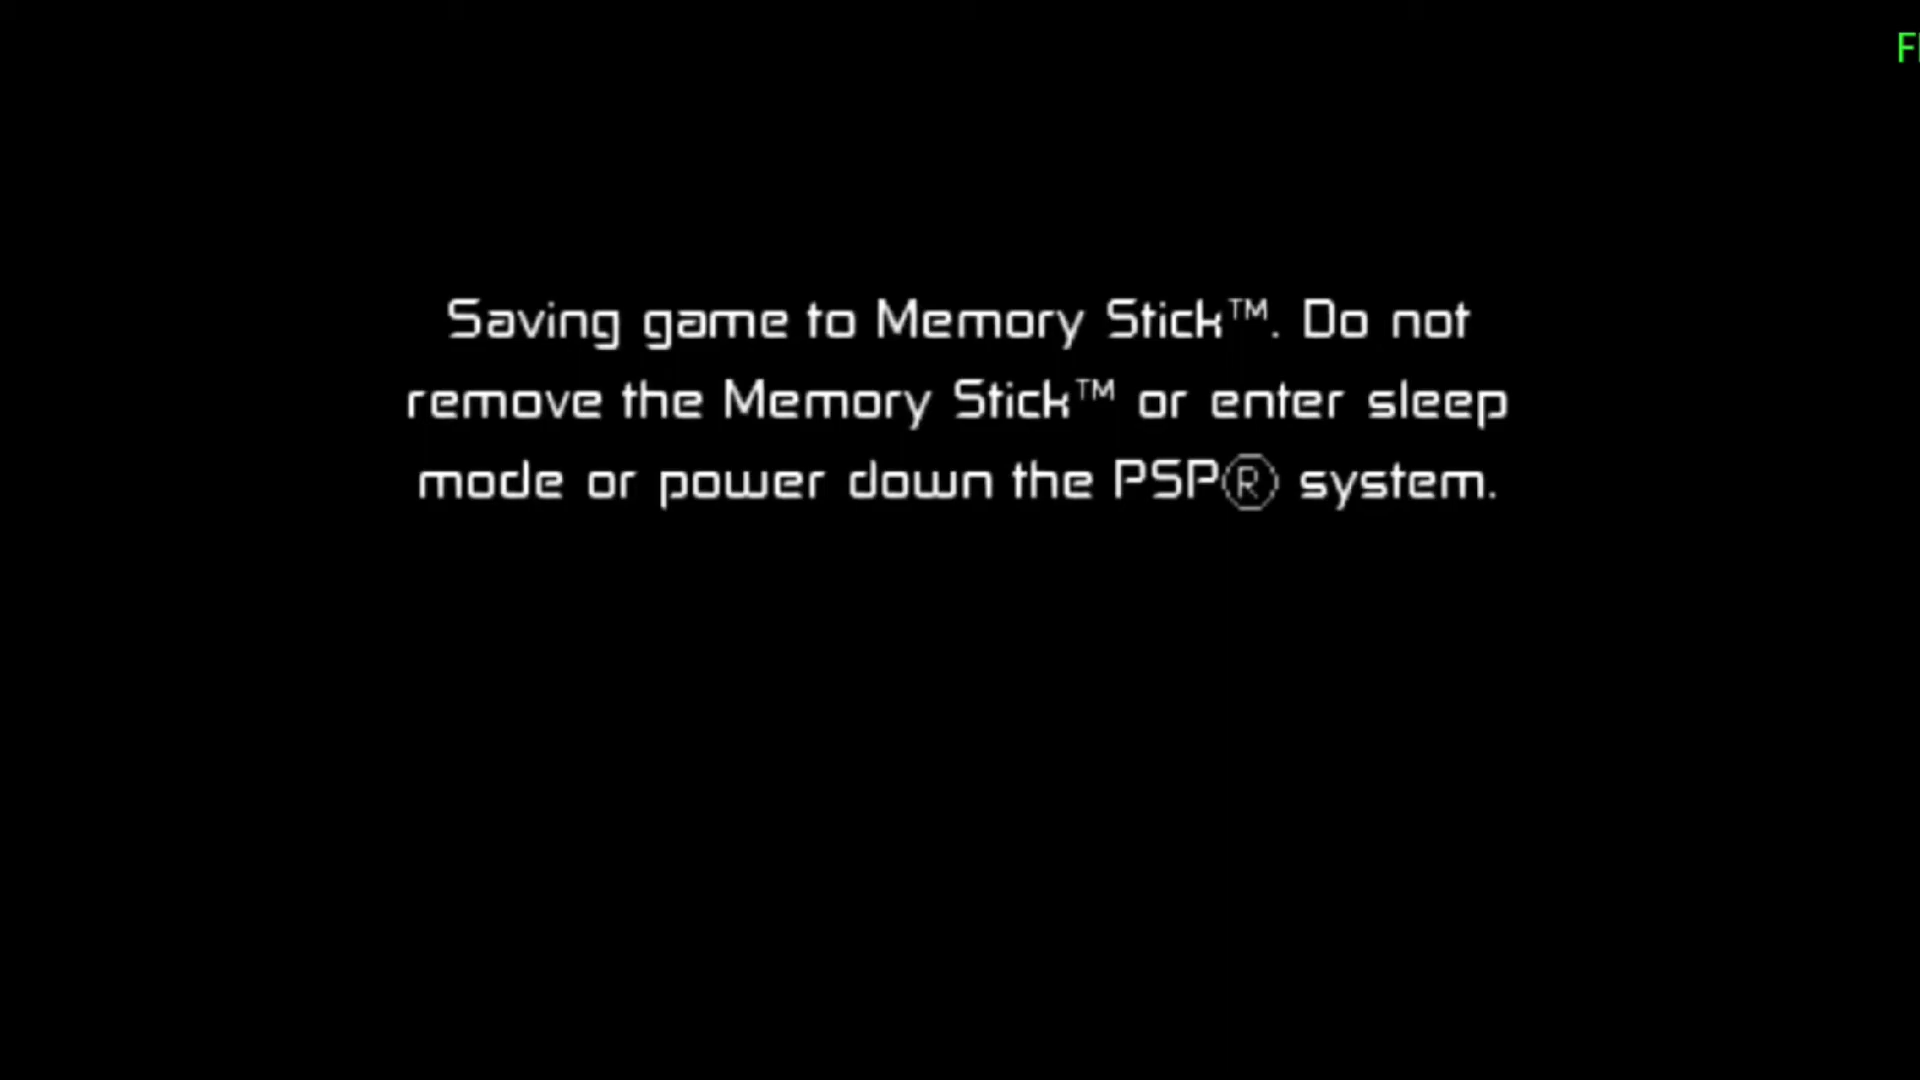 Saving game to Memory Stick™. Do not
remove the Memory Stick™ or enter sleep
mode or power down the PSP® system.